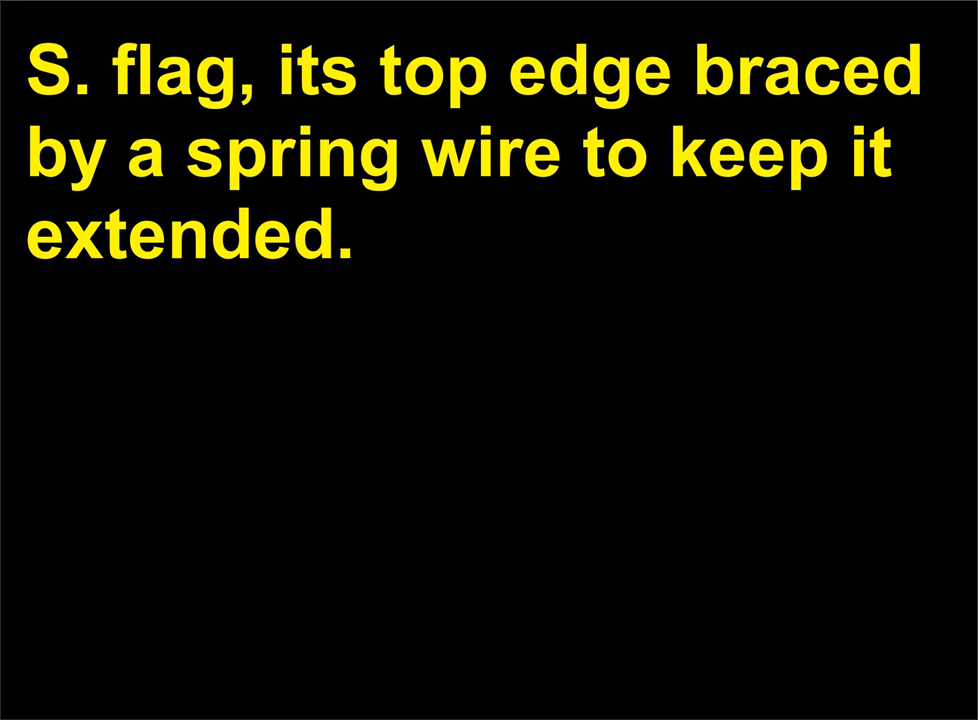 S. flag, its top edge braced
by a spring wire to keep it
extended.